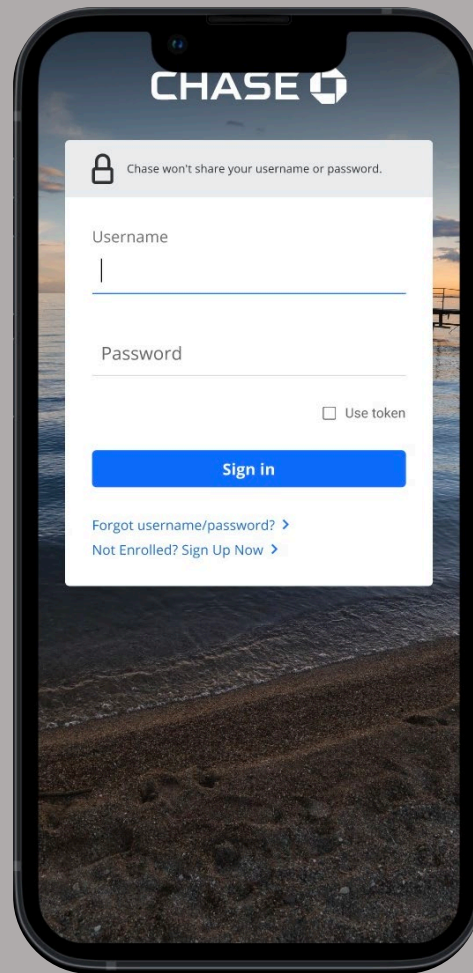 CHASE
Chase won't share your username or password.
Username
Password
Use token
Sign in
Forgot username/password?
Not Enrolled? Sign Up Now